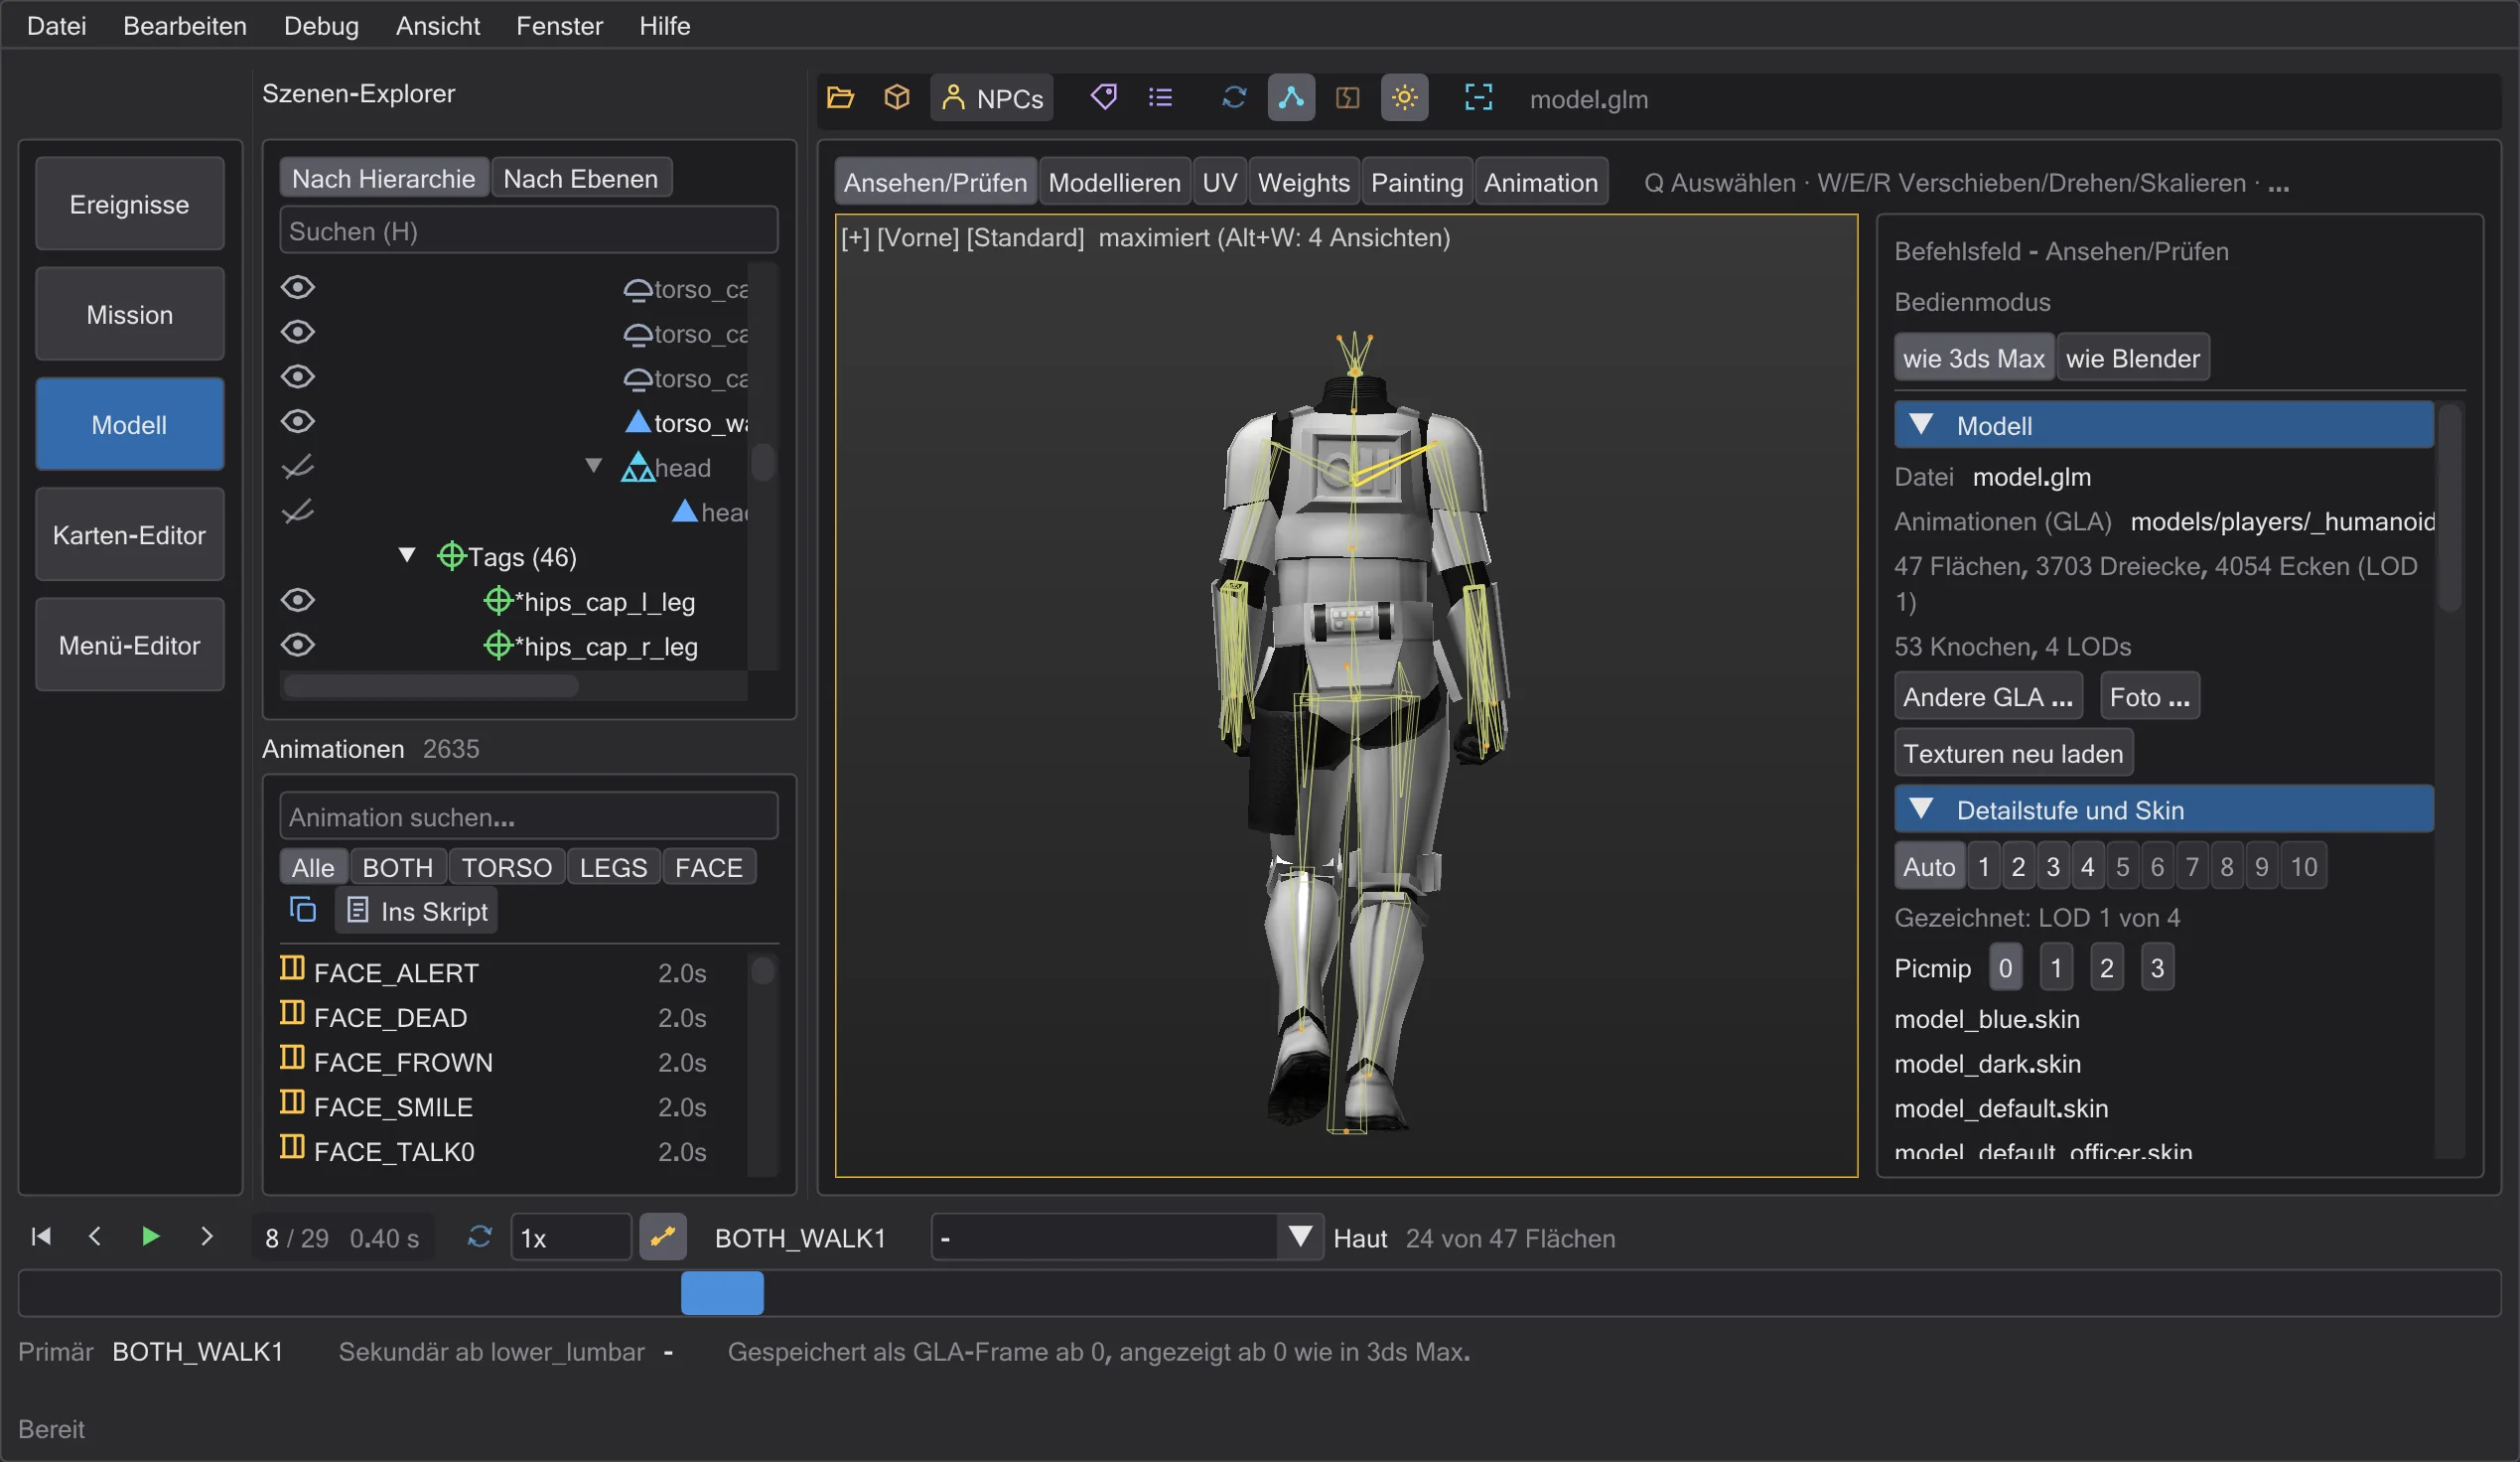 Datei Bearbeiten Debug Ansicht Fenster Hilfe
Szenen-Explorer
NPCs model.glm
Ereignisse
Mission
Modell
Karten-Editor
Menü-Editor
Nach Hierarchie Nach Ebenen
Suchen (H)
torso_ca
torso_ca
torso_ca
torso_wa
head
head
Tags (46)
*hips_cap_l_leg
*hips_cap_r_leg
Animationen 2635
Animation suchen...
Alle BOTH TORSO LEGS FACE
Ins Skript
FACE_ALERT 2.0s
FACE_DEAD 2.0s
FACE_FROWN 2.0s
FACE_SMILE 2.0s
FACE_TALK0 2.0s
Ansehen/Prüfen Modellieren UV Weights Painting Animation Q Auswählen · W/E/R Verschieben/Drehen/Skalieren · ...
[+] [Vorne] [Standard] maximiert (Alt+W: 4 Ansichten)
Befehlsfeld - Ansehen/Prüfen
Bedienmodus
wie 3ds Max wie Blender
Modell
Datei model.glm
Animationen (GLA) models/players/_humanoid
47 Flächen, 3703 Dreiecke, 4054 Ecken (LOD
1)
53 Knochen, 4 LODs
Andere GLA ... Foto ...
Texturen neu laden
Detailstufe und Skin
Auto 1 2 3 4 5 6 7 8 9 10
Gezeichnet: LOD 1 von 4
Picmip 0 1 2 3
model_blue.skin
model_dark.skin
model_default.skin
model_default_officer.skin
8 / 29 0.40 s 1x BOTH_WALK1 - Haut 24 von 47 Flächen
Primär BOTH_WALK1 Sekundär ab lower_lumbar - Gespeichert als GLA-Frame ab 0, angezeigt ab 0 wie in 3ds Max.
Bereit